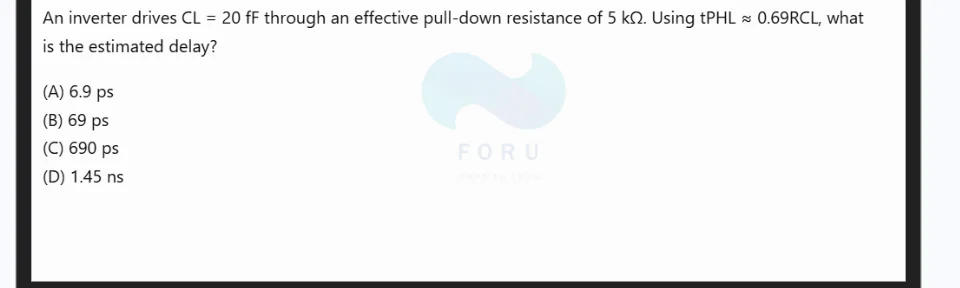 An inverter drives CL = 20 fF through an effective pull-down resistance of 5 kΩ. Using tPHL ≈ 0.69RCL, what
is the estimated delay?
(A) 6.9 ps
(B) 69 ps
(C) 690 ps
(D) 1.45 ns
FORU